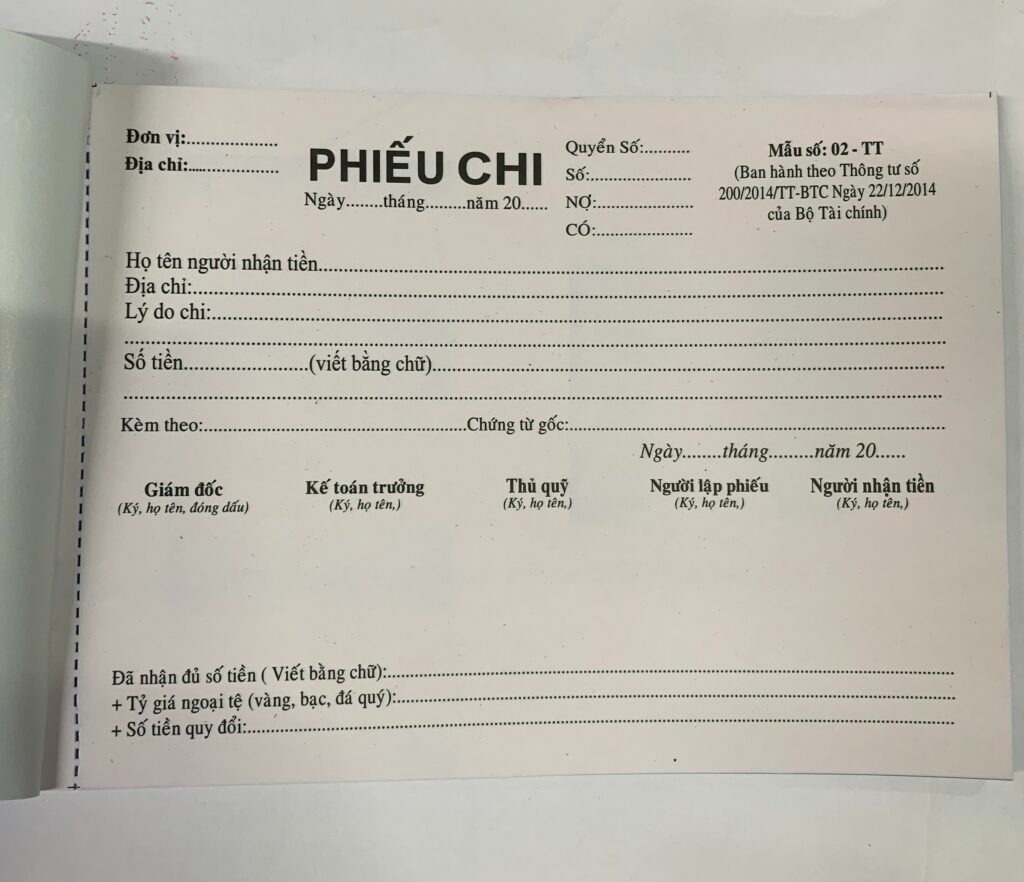 Đơn vị:....................
Địa chỉ:....................
PHIẾU CHI
Ngày........tháng.........năm 20......
Quyển Số:..........
Số:......................
NỢ:.....................
CÓ:.....................
Mẫu số: 02 - TT
(Ban hành theo Thông tư số
200/2014/TT-BTC Ngày 22/12/2014
của Bộ Tài chính)
Họ tên người nhận tiền..........................................................................................
Địa chỉ:..........................................................................................
Lý do chi:..........................................................................................
..........................................................................................
Số tiền...........................(viết bằng chữ)..........................................................................................
..........................................................................................
Kèm theo:.........................................................Chứng từ gốc:..........................................................................
Ngày........tháng.........năm 20......
Giám đốc
(Ký, họ tên, đóng dấu)
Kế toán trưởng
(Ký, họ tên,)
Thủ quỹ
(Ký, họ tên,)
Người lập phiếu
(Ký, họ tên,)
Người nhận tiền
(Ký, họ tên,)
Đã nhận đủ số tiền ( Viết bằng chữ):..........................................................................................
+ Tỷ giá ngoại tệ (vàng, bạc, đá quý):..........................................................................................
+ Số tiền quy đổi:..........................................................................................